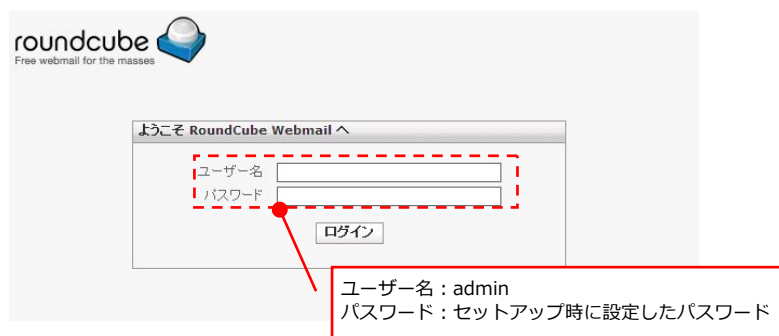 roundcube
Free webmail for the masses
ようこそ RoundCube Webmail へ
ユーザー名
パスワード
ログイン
ユーザー名：admin
パスワード：セットアップ時に設定したパスワード